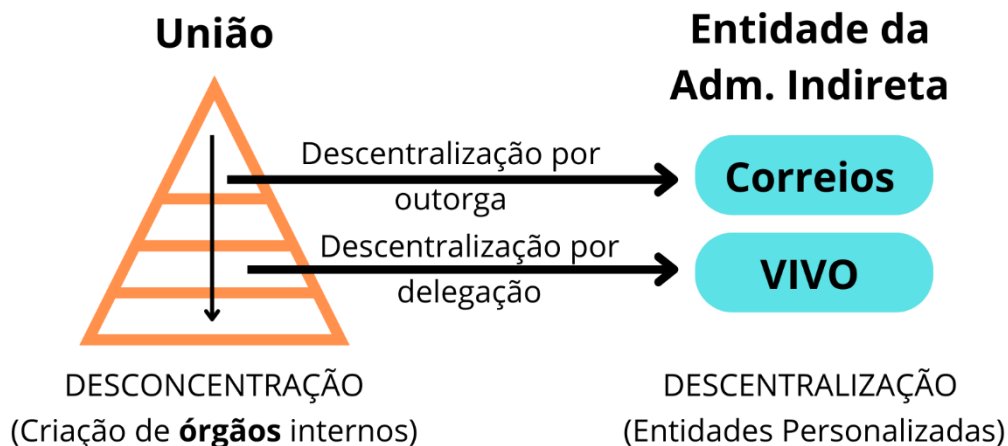 União
Entidade da
Adm. Indireta
Descentralização por
outorga
Correios
Descentralização por
delegação
VIVO
DESCONCENTRAÇÃO
(Criação de órgãos internos)
DESCENTRALIZAÇÃO
(Entidades Personalizadas)